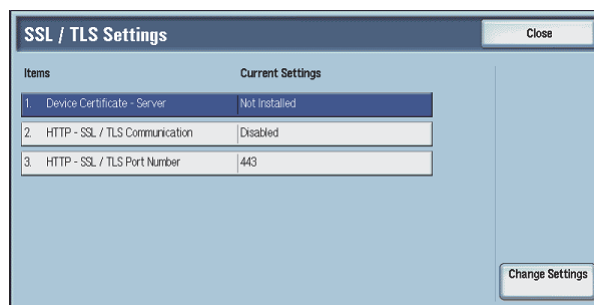 SSL / TLS Settings
Close
Items Current Settings
1. Device Certificate - Server Not Installed
2. HTTP - SSL / TLS Communication Disabled
3. HTTP - SSL / TLS Port Number 443
Change Settings